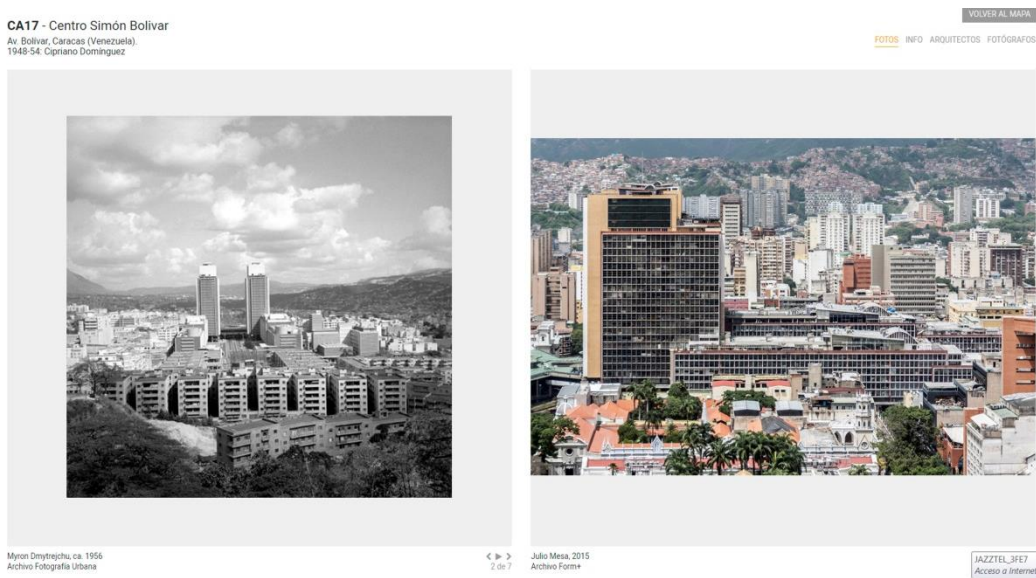 VOLVER AL MAPA
CA17 - Centro Simón Bolivar
Av. Bolívar, Caracas (Venezuela).
1948-54: Cipriano Domínguez
FOTOS INFO ARQUITECTOS FOTÓGRAFOS
Myron Dmytrejchu, ca. 1956
Archivo Fotografía Urbana
2 de 7
Julio Mesa, 2015
Archivo Form+
JAZZTEL_3FE7
Acceso a Internet